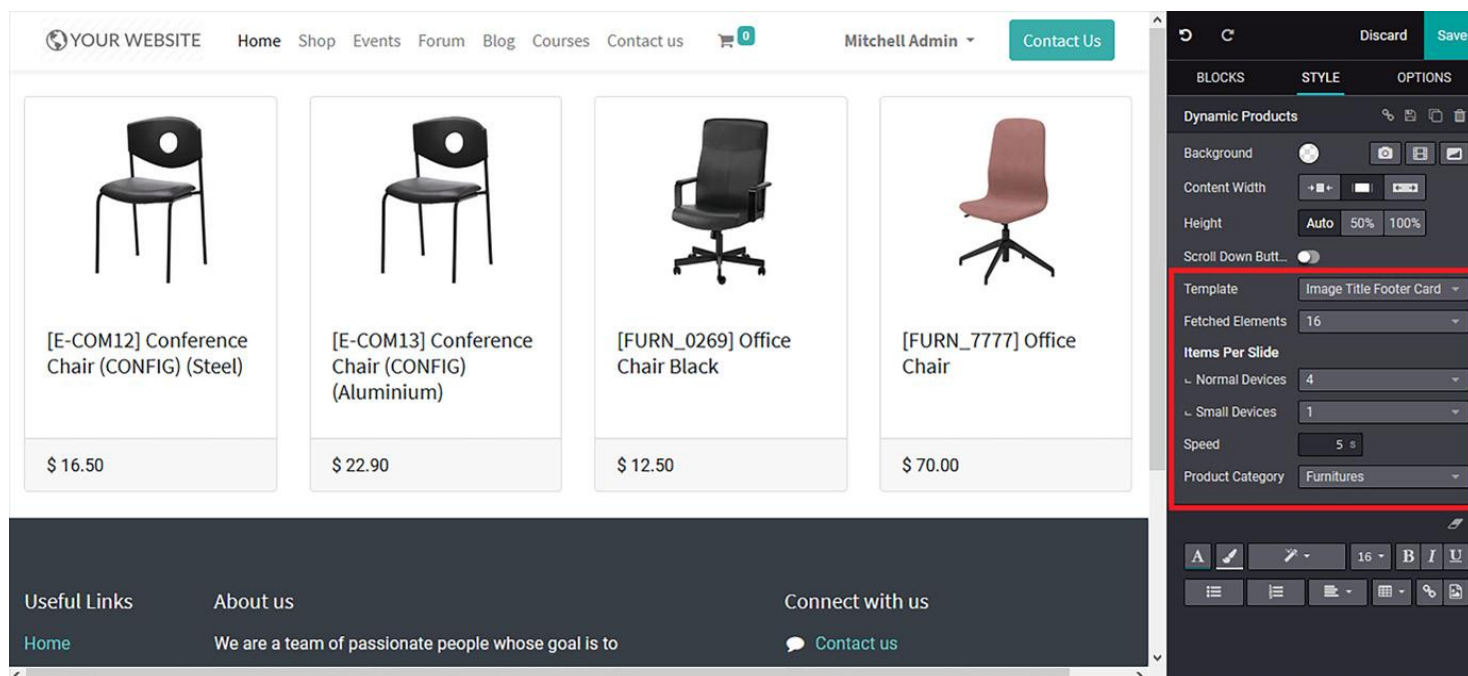 YOUR WEBSITE Home Shop Events Forum Blog Courses Contact us 0 Mitchell Admin Contact Us
[E-COM12] Conference
Chair (CONFIG) (Steel)
$ 16.50
[E-COM13] Conference
Chair (CONFIG)
(Aluminium)
$ 22.90
[FURN_0269] Office
Chair Black
$ 12.50
[FURN_7777] Office
Chair
$ 70.00
Useful Links
Home
About us
We are a team of passionate people whose goal is to
Connect with us
Contact us
Discard Save
BLOCKS STYLE OPTIONS
Dynamic Products
Background
Content Width
Height Auto 50% 100%
Scroll Down Butt...
Template Image Title Footer Card
Fetched Elements 16
Items Per Slide
Normal Devices 4
Small Devices 1
Speed 5 s
Product Category Furnitures
A 16 B I U